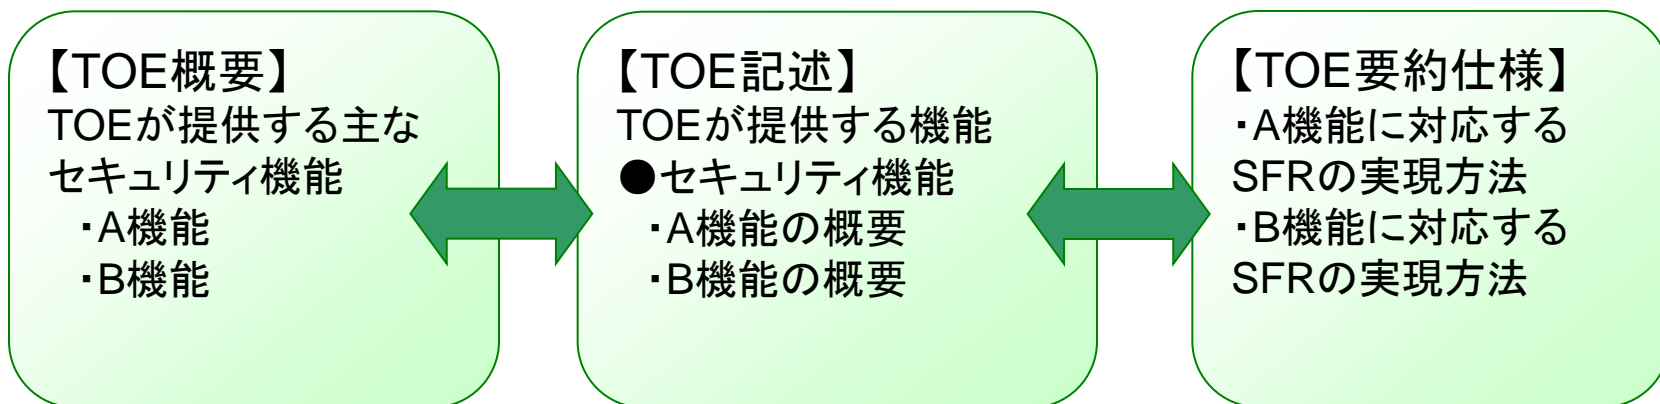 【TOE概要】
TOEが提供する主な
セキュリティ機能
・A機能
・B機能
【TOE記述】
TOEが提供する機能
●セキュリティ機能
・A機能の概要
・B機能の概要
【TOE要約仕様】
・A機能に対応する
SFRの実現方法
・B機能に対応する
SFRの実現方法